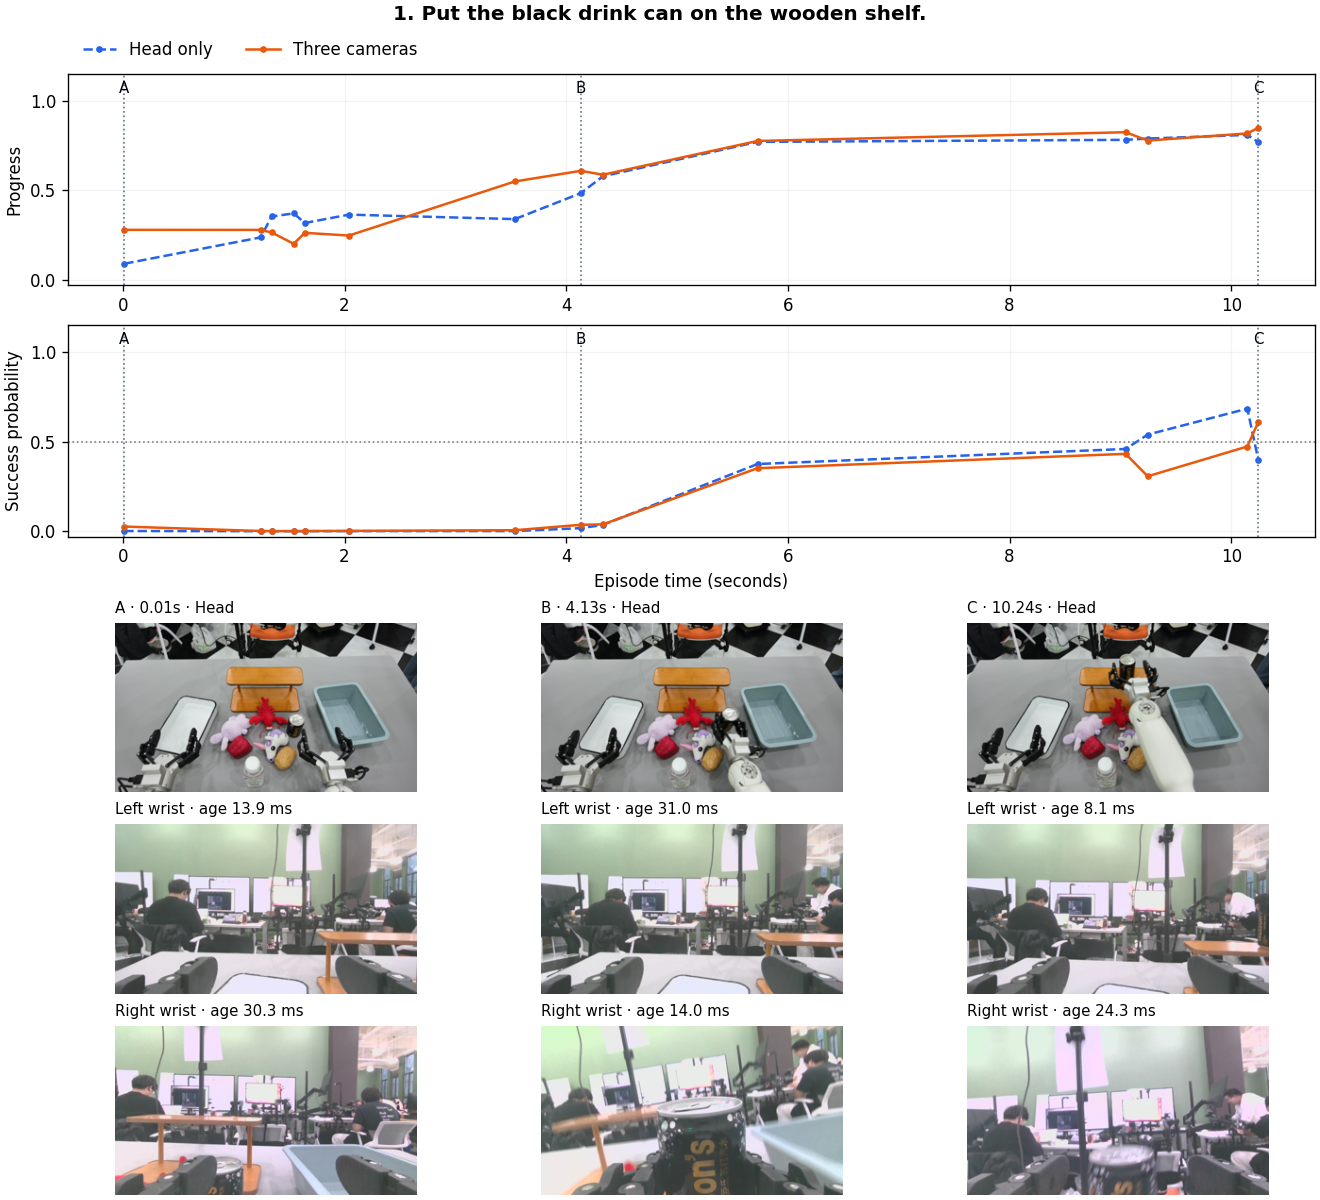 1. Put the black drink can on the wooden shelf.
Head only
Three cameras
A
B
C
Progress
1.0
0.5
0.0
0 2 4 6 8 10
A
B
C
Success probability
1.0
0.5
0.0
0 2 4 6 8 10
Episode time (seconds)
A · 0.01s · Head
B · 4.13s · Head
C · 10.24s · Head
Left wrist · age 13.9 ms
Left wrist · age 31.0 ms
Left wrist · age 8.1 ms
Right wrist · age 30.3 ms
Right wrist · age 14.0 ms
Right wrist · age 24.3 ms
on's